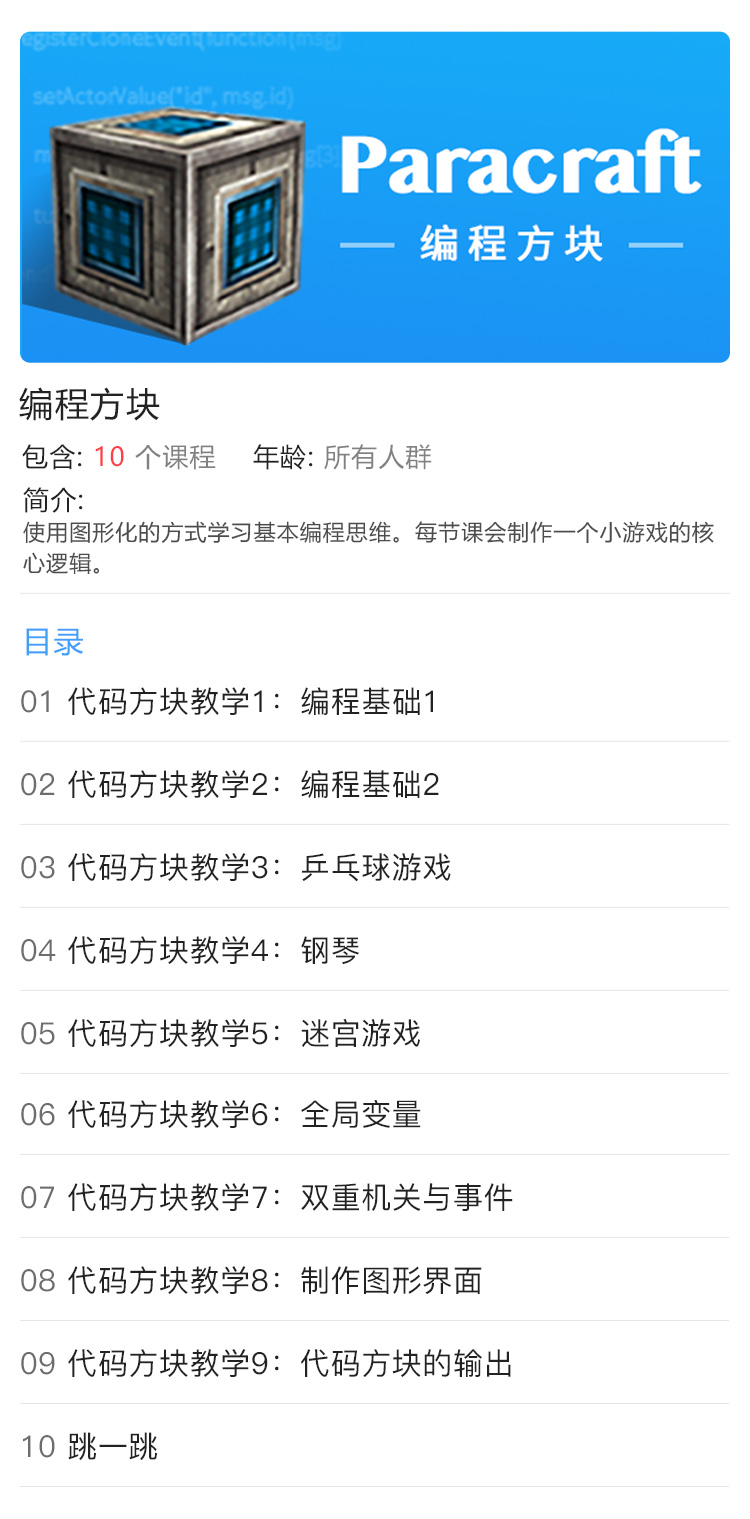 egisterCloneEvent(function(msg)
setActorValue("id", msg.id)
Paracraft
编程方块
编程方块
包含: 10 个课程 年龄: 所有人群
简介:
使用图形化的方式学习基本编程思维。每节课会制作一个小游戏的核
心逻辑。
目录
01 代码方块教学1：编程基础1
02 代码方块教学2：编程基础2
03 代码方块教学3：乒乓球游戏
04 代码方块教学4：钢琴
05 代码方块教学5：迷宫游戏
06 代码方块教学6：全局变量
07 代码方块教学7：双重机关与事件
08 代码方块教学8：制作图形界面
09 代码方块教学9：代码方块的输出
10 跳一跳